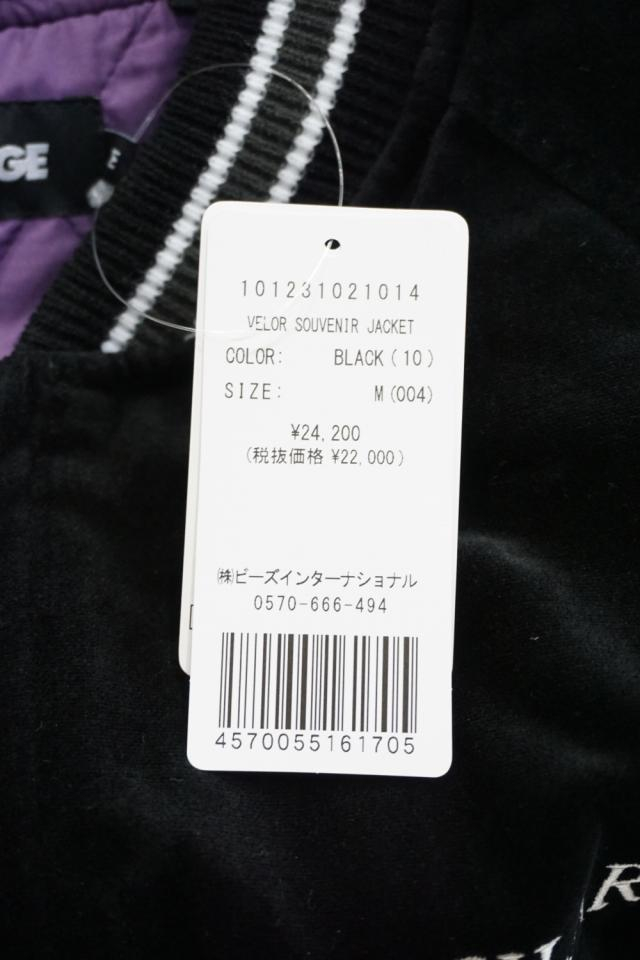 GE
E
101231021014
VELOR SOUVENIR JACKET
COLOR: BLACK(10)
SIZE: M(004)
¥24,200
(税抜価格 ¥22,000)
㈱ビーズインターナショナル
0570-666-494
4570055161705
R